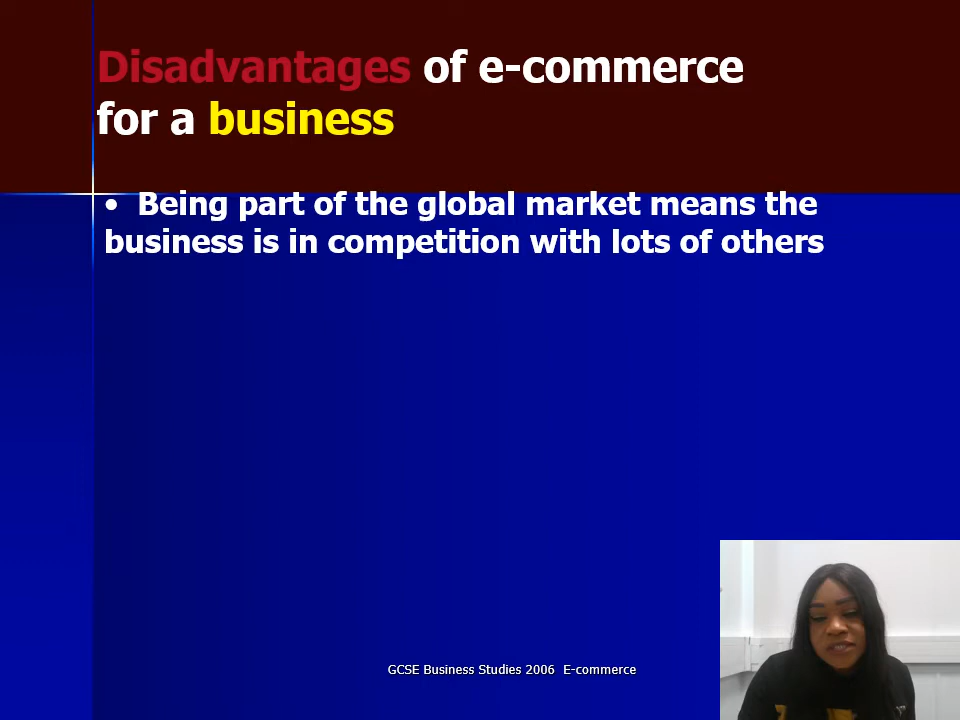 Disadvantages of e-commerce
for a business
• Being part of the global market means the
business is in competition with lots of others
GCSE Business Studies 2006 E-commerce